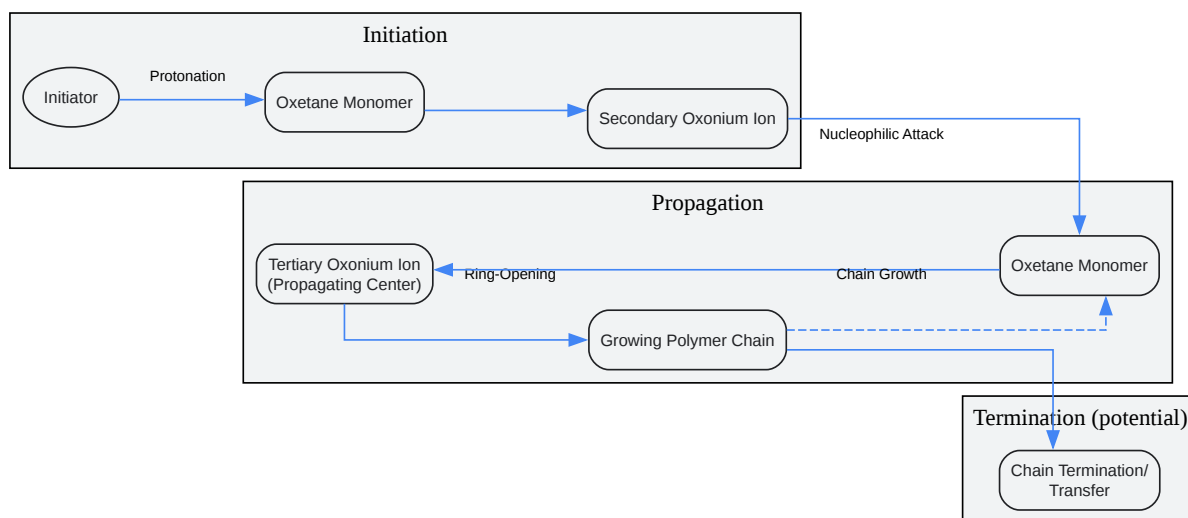 Initiation
Protonation
Initiator
Oxetane Monomer
Secondary Oxonium Ion
Nucleophilic Attack
Propagation
Tertiary Oxonium Ion
(Propagating Center)
Ring-Opening
Chain Growth
Oxetane Monomer
Growing Polymer Chain
Termination (potential)
Chain Termination/
Transfer